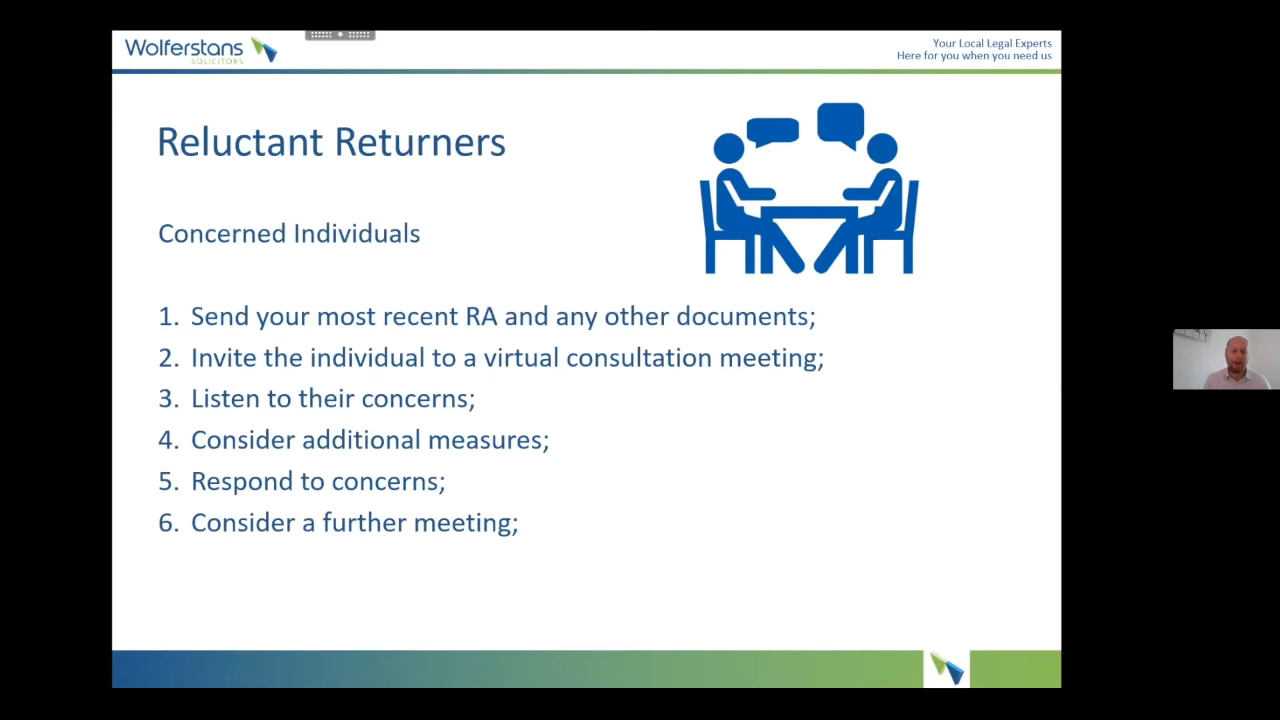 Wolferstans
SOLICITORS
Your Local Legal Experts
Here for you when you need us
Reluctant Returners
Concerned Individuals
1. Send your most recent RA and any other documents;
2. Invite the individual to a virtual consultation meeting;
3. Listen to their concerns;
4. Consider additional measures;
5. Respond to concerns;
6. Consider a further meeting;